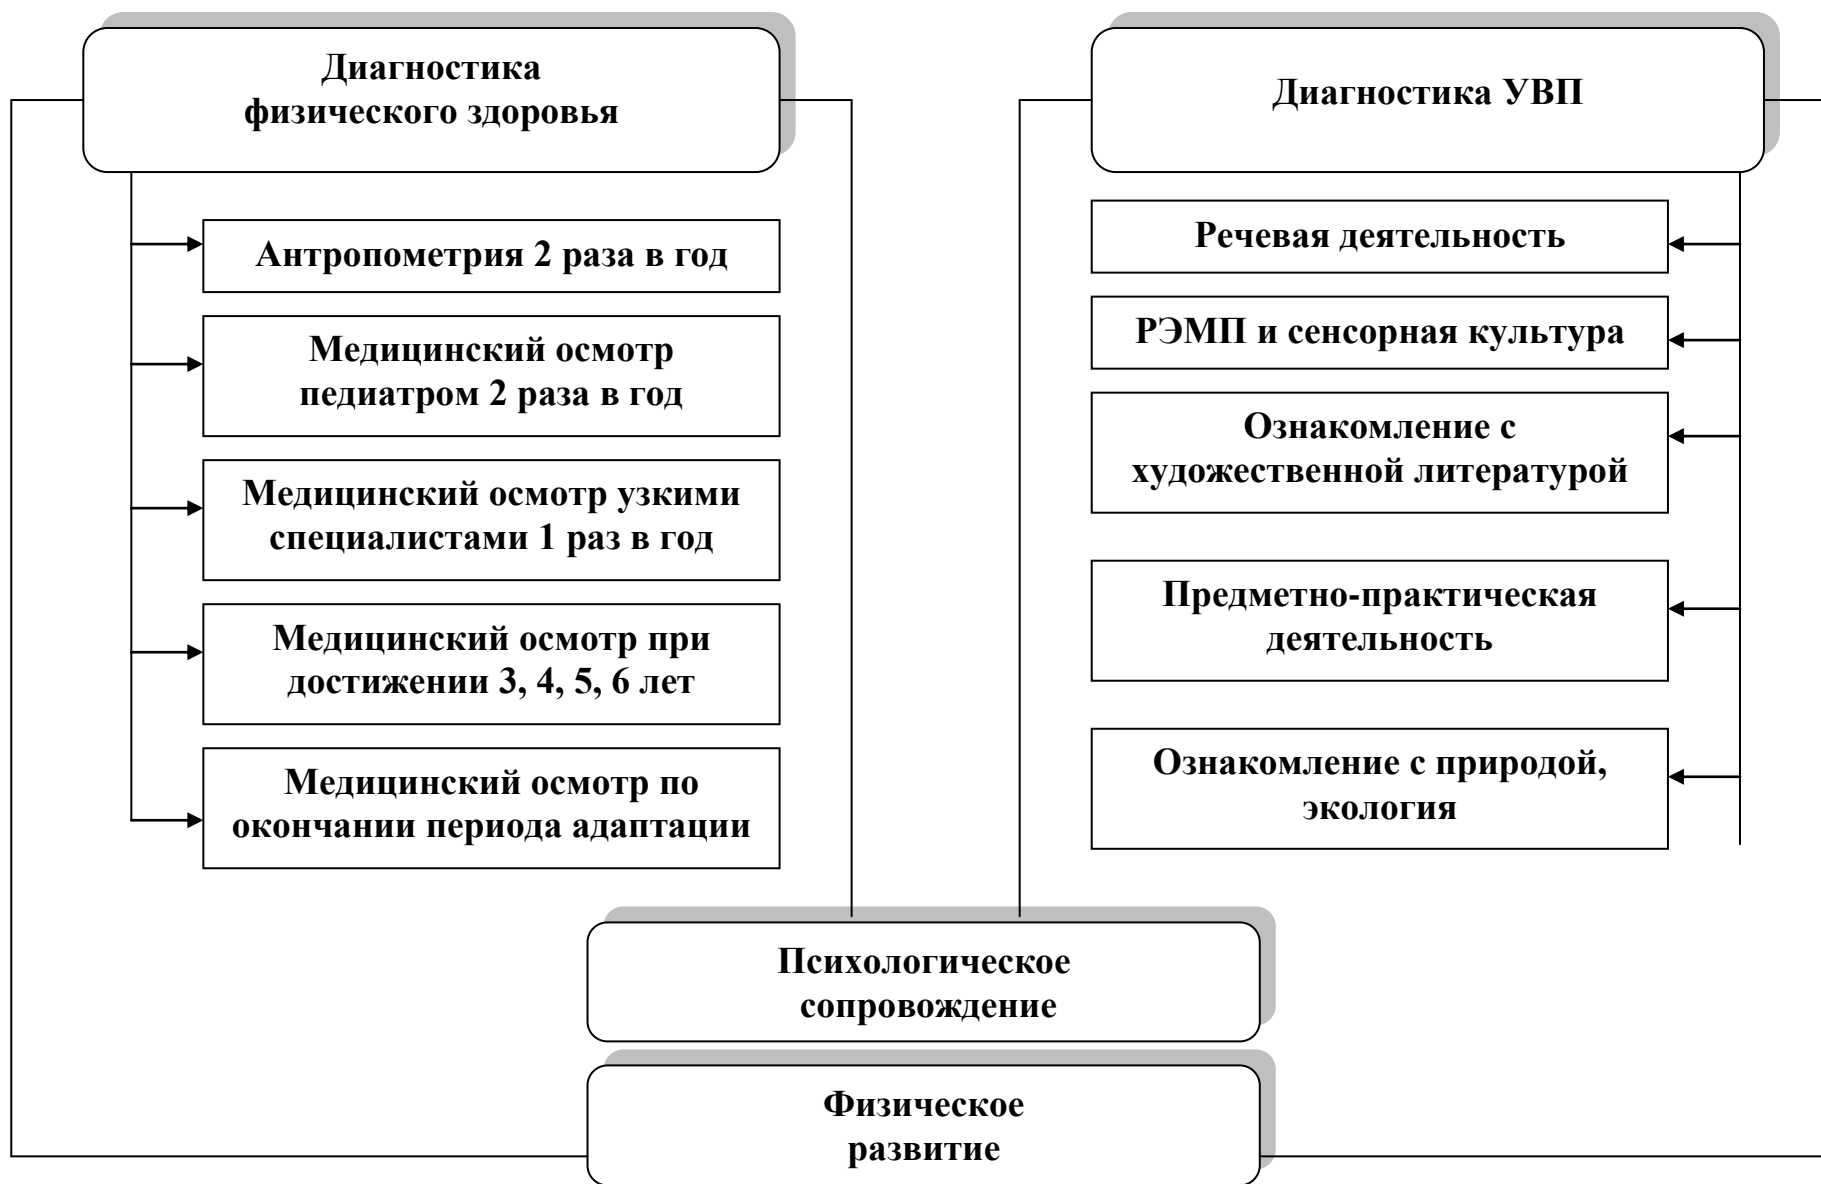 Диагностика
физического здоровья
Антропометрия 2 раза в год
Медицинский осмотр
педиатром 2 раза в год
Медицинский осмотр узкими
специалистами 1 раз в год
Медицинский осмотр при
достижении 3, 4, 5, 6 лет
Медицинский осмотр по
окончании периода адаптации
Диагностика УВП
Речевая деятельность
РЭМП и сенсорная культура
Ознакомление с
художественной литературой
Предметно-практическая
деятельность
Ознакомление с природой,
экология
Психологическое
сопровождение
Физическое
развитие